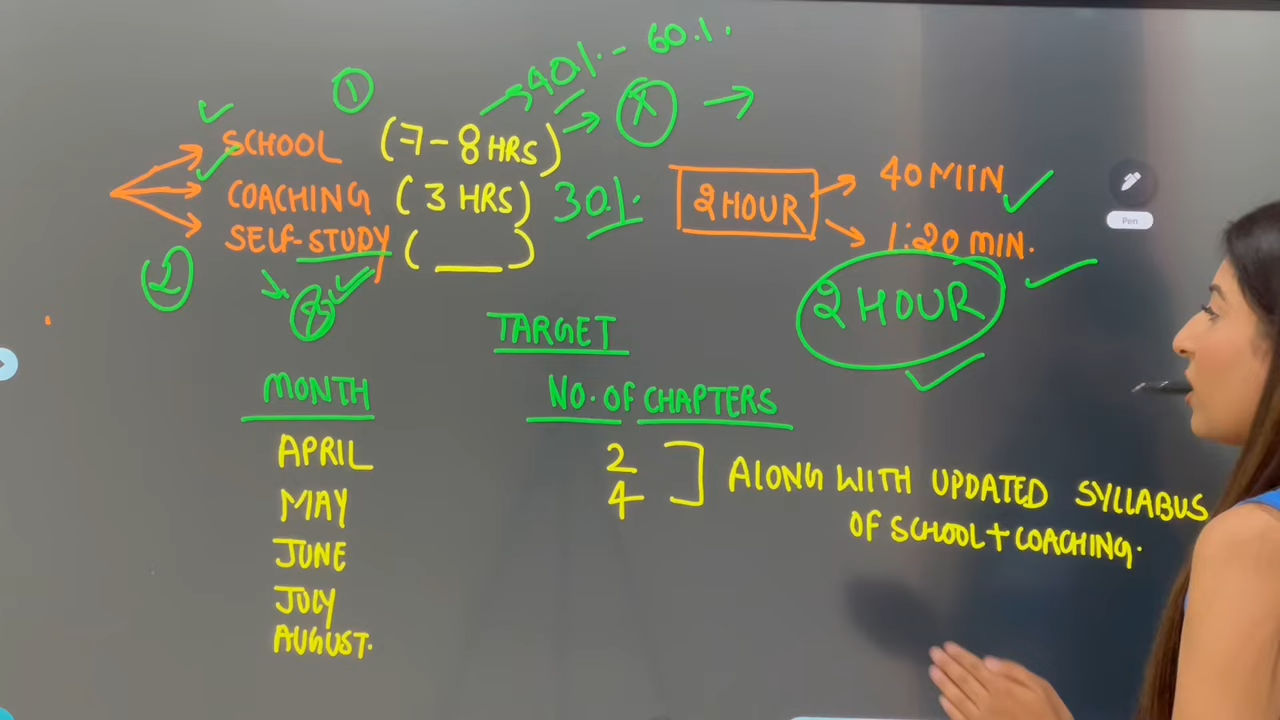 ① 40%. - 60%.
SCHOOL (7-8 HRS)
COACHING (3 HRS) 30%.
SELF-STUDY ( ___ )
②
2 HOUR
40 MIN
1:20 MIN.
2 HOUR
Pen
TARGET
MONTH NO. OF CHAPTERS
APRIL 2
MAY 4
JUNE
JULY
AUGUST.
ALONG WITH UPDATED SYLLABUS
OF SCHOOL + COACHING.